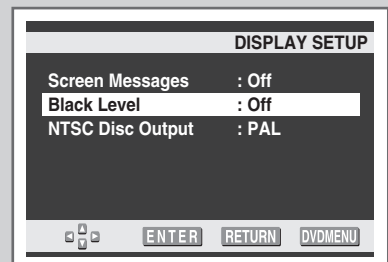 DISPLAY SETUP
Screen Messages : Off
Black Level : Off
NTSC Disc Output : PAL
ENTER RETURN DVDMENU